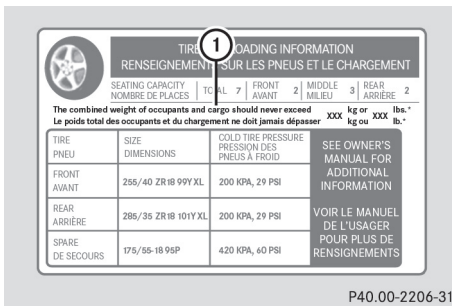 1
TIRE LOADING INFORMATION
RENSEIGNEMENT SUR LES PNEUS ET LE CHARGEMENT
SEATING CAPACITY TOTAL 7 FRONT 2 MIDDLE 3 REAR 2
NOMBRE DE PLACES AVANT MILIEU ARRIÈRE
The combined weight of occupants and cargo should never exceed XXX kg or XXX lbs.*
Le poids total des occupants et du chargement ne doit jamais dépasser kg ou lb.*
TIRE SIZE COLD TIRE PRESSURE
PNEU DIMENSIONS PRESSION DES
PNEUS À FROID
FRONT
AVANT 255/40 ZR18 99Y XL 200 KPA, 29 PSI
REAR
ARRIÈRE 285/35 ZR18 101Y XL 200 KPA, 29 PSI
SPARE
DE SECOURS 175/55-18 95P 420 KPA, 60 PSI
SEE OWNER'S
MANUAL FOR
ADDITIONAL
INFORMATION
VOIR LE MANUEL
DE L'USAGER
POUR PLUS DE
RENSIGNEMENTS
P40.00-2206-31